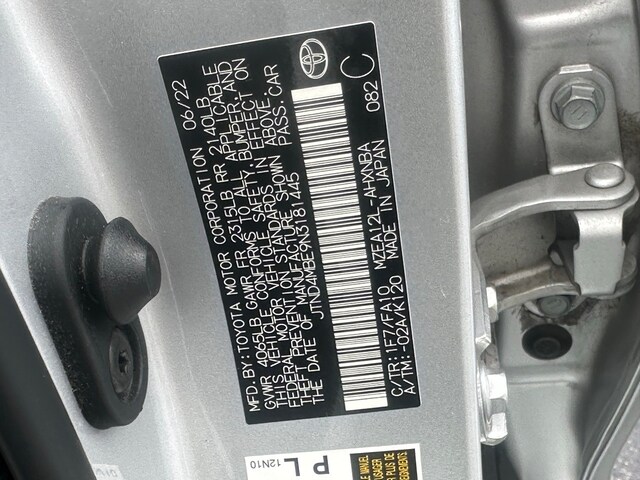 MFD.BY:TOYOTA MOTOR CORPORATION 06/22
GVWR 4065LB GAWR FR 2315LB RR 2140LB
THIS VEHICLE CONFORMS TO ALL APPLICABLE
FEDERAL MOTOR VEHICLE SAFETY, BUMPER, AND
THEFT PREVENTION STANDARDS IN EFFECT ON
THE DATE OF MANUFACTURE SHOWN ABOVE.
JTND4MBE9N3181445 PASS.CAR
C/TR:1F7/FA10 MZEA12L-AHXNBA 082
A/TM:-02A/K120 MADE IN JAPAN C
PL
12N10